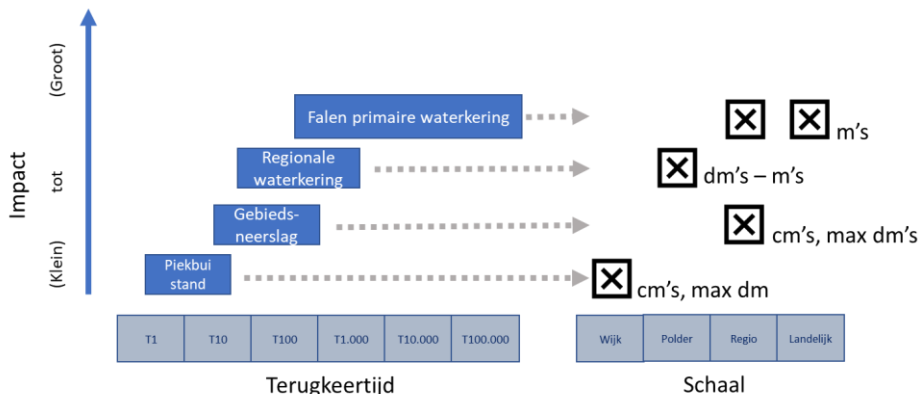 (Groot)
tot
(Klein)
Impact
Falen primaire waterkering
m's
Regionale
waterkering
dm's – m's
Gebieds-
neerslag
cm's, max dm's
Piekbui
stand
cm's, max dm
T1
T10
T100
T1.000
T10.000
T100.000
Wijk
Polder
Regio
Landelijk
Terugkeertijd
Schaal